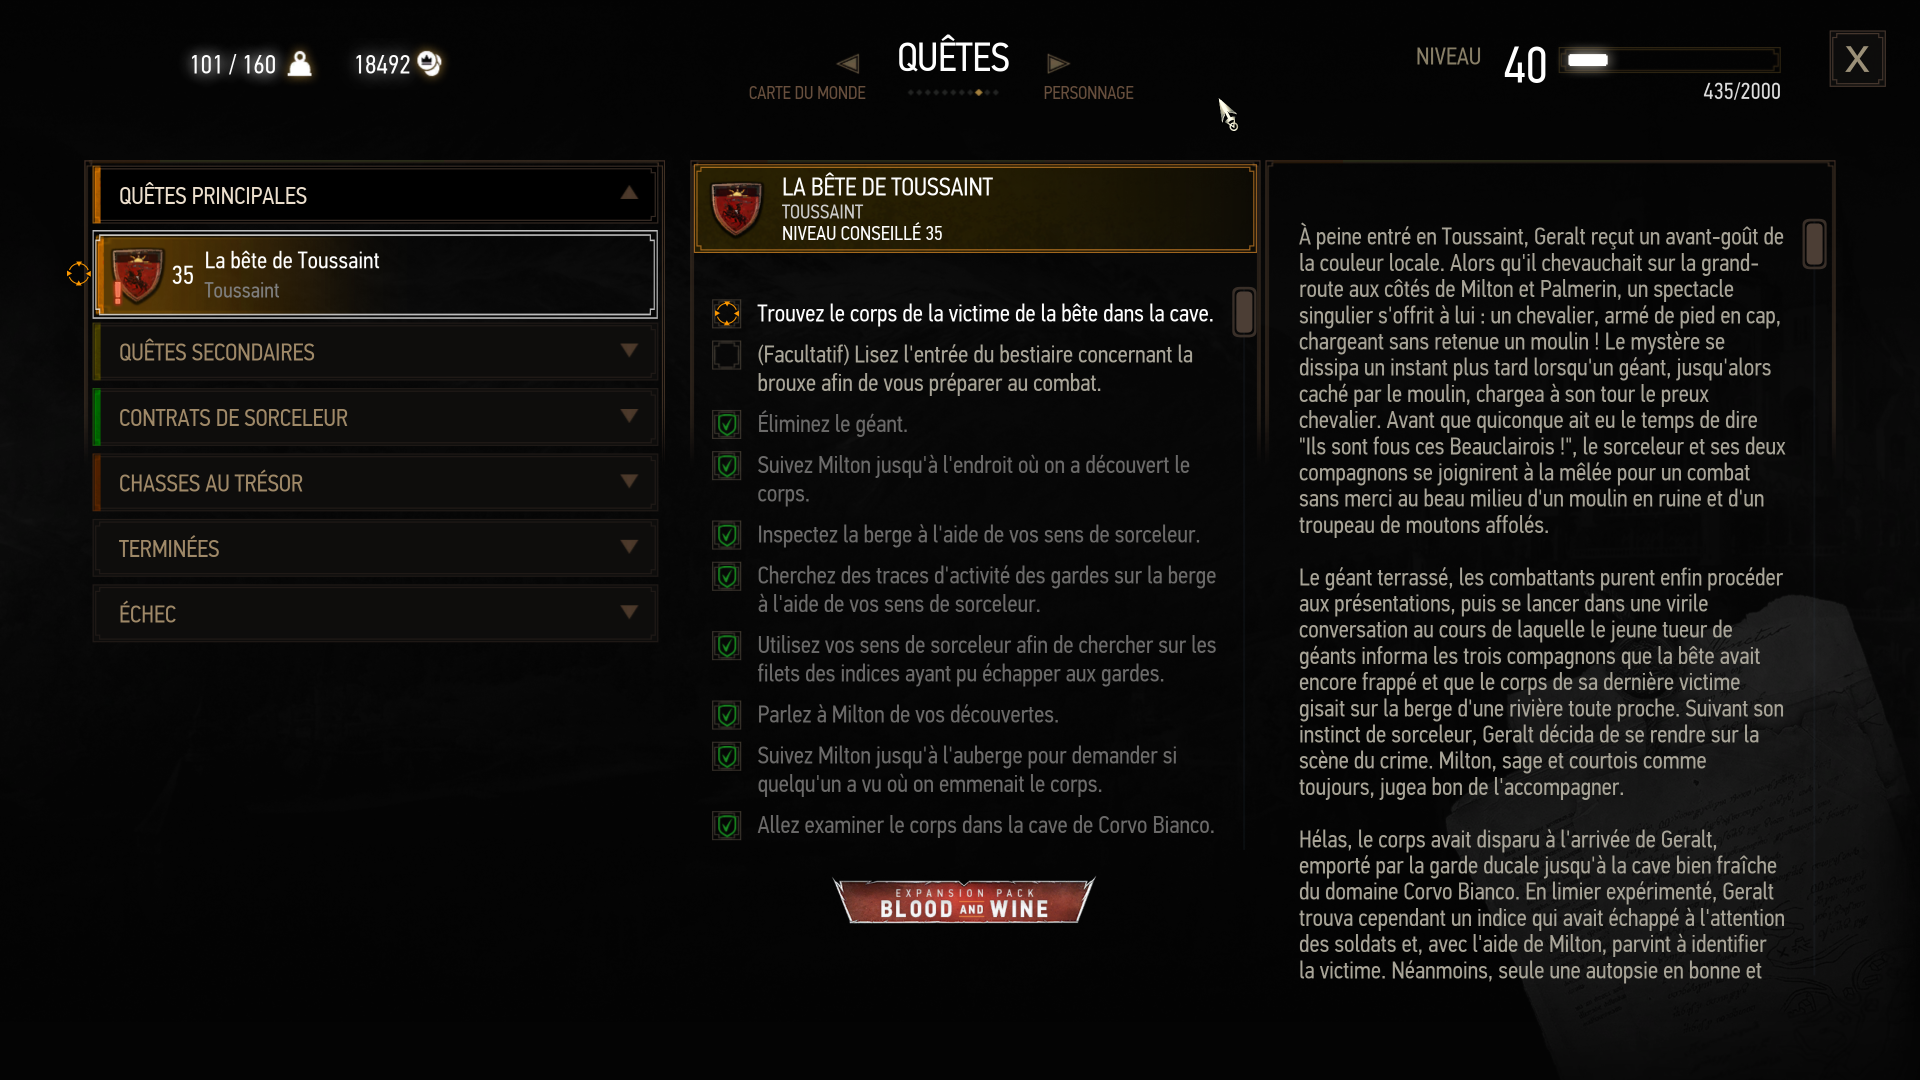 101 / 160
18492
QUÊTES
CARTE DU MONDE
PERSONNAGE
NIVEAU 40
435/2000
X
QUÊTES PRINCIPALES
35
La bête de Toussaint
Toussaint
QUÊTES SECONDAIRES
CONTRATS DE SORCELEUR
CHASSES AU TRÉSOR
TERMINÉES
ÉCHEC
LA BÊTE DE TOUSSAINT
TOUSSAINT
NIVEAU CONSEILLÉ 35
Trouvez le corps de la victime de la bête dans la cave.
(Facultatif) Lisez l'entrée du bestiaire concernant la
brouxe afin de vous préparer au combat.
Éliminez le géant.
Suivez Milton jusqu'à l'endroit où on a découvert le
corps.
Inspectez la berge à l'aide de vos sens de sorceleur.
Cherchez des traces d'activité des gardes sur la berge
à l'aide de vos sens de sorceleur.
Utilisez vos sens de sorceleur afin de chercher sur les
filets des indices ayant pu échapper aux gardes.
Parlez à Milton de vos découvertes.
Suivez Milton jusqu'à l'auberge pour demander si
quelqu'un a vu où on emmenait le corps.
Allez examiner le corps dans la cave de Corvo Bianco.
EXPANSION PACK
BLOOD AND WINE
À peine entré en Toussaint, Geralt reçut un avant-goût de
la couleur locale. Alors qu'il chevauchait sur la grand-
route aux côtés de Milton et Palmerin, un spectacle
singulier s'offrit à lui : un chevalier, armé de pied en cap,
chargeant sans retenue un moulin ! Le mystère se
dissipa un instant plus tard lorsqu'un géant, jusqu'alors
caché par le moulin, chargea à son tour le preux
chevalier. Avant que quiconque ait eu le temps de dire
"Ils sont fous ces Beauclairois !", le sorceleur et ses deux
compagnons se joignirent à la mêlée pour un combat
sans merci au beau milieu d'un moulin en ruine et d'un
troupeau de moutons affolés.
Le géant terrassé, les combattants purent enfin procéder
aux présentations, puis se lancer dans une virile
conversation au cours de laquelle le jeune tueur de
géants informa les trois compagnons que la bête avait
encore frappé et que le corps de sa dernière victime
gisait sur la berge d'une rivière toute proche. Suivant son
instinct de sorceleur, Geralt décida de se rendre sur la
scène du crime. Milton, sage et courtois comme
toujours, jugea bon de l'accompagner.
Hélas, le corps avait disparu à l'arrivée de Geralt,
emporté par la garde ducale jusqu'à la cave bien fraîche
du domaine Corvo Bianco. En limier expérimenté, Geralt
trouva cependant un indice qui avait échappé à l'attention
des soldats et, avec l'aide de Milton, parvint à identifier
la victime. Néanmoins, seule une autopsie en bonne et